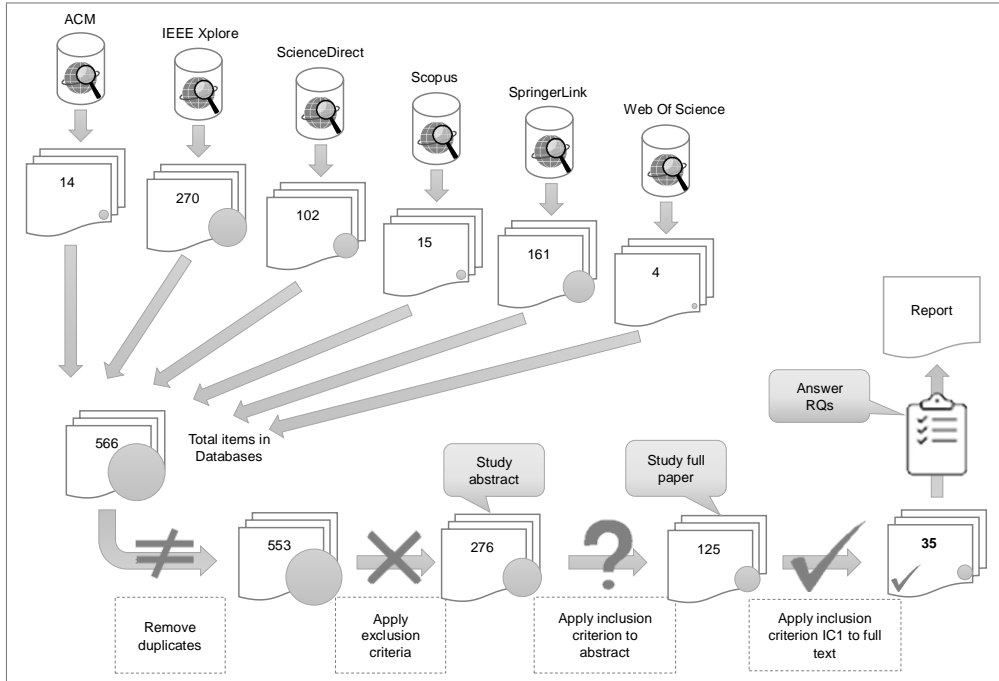 ACM
IEEE Xplore
ScienceDirect
Scopus
SpringerLink
Web Of Science
14
270
102
15
161
4
Report
Answer
RQs
566
Total items in
Databases
Study
abstract
Study full
paper
553
276
125
35
Remove
duplicates
Apply
exclusion
criteria
Apply inclusion
criterion to
abstract
Apply inclusion
criterion IC1 to full
text